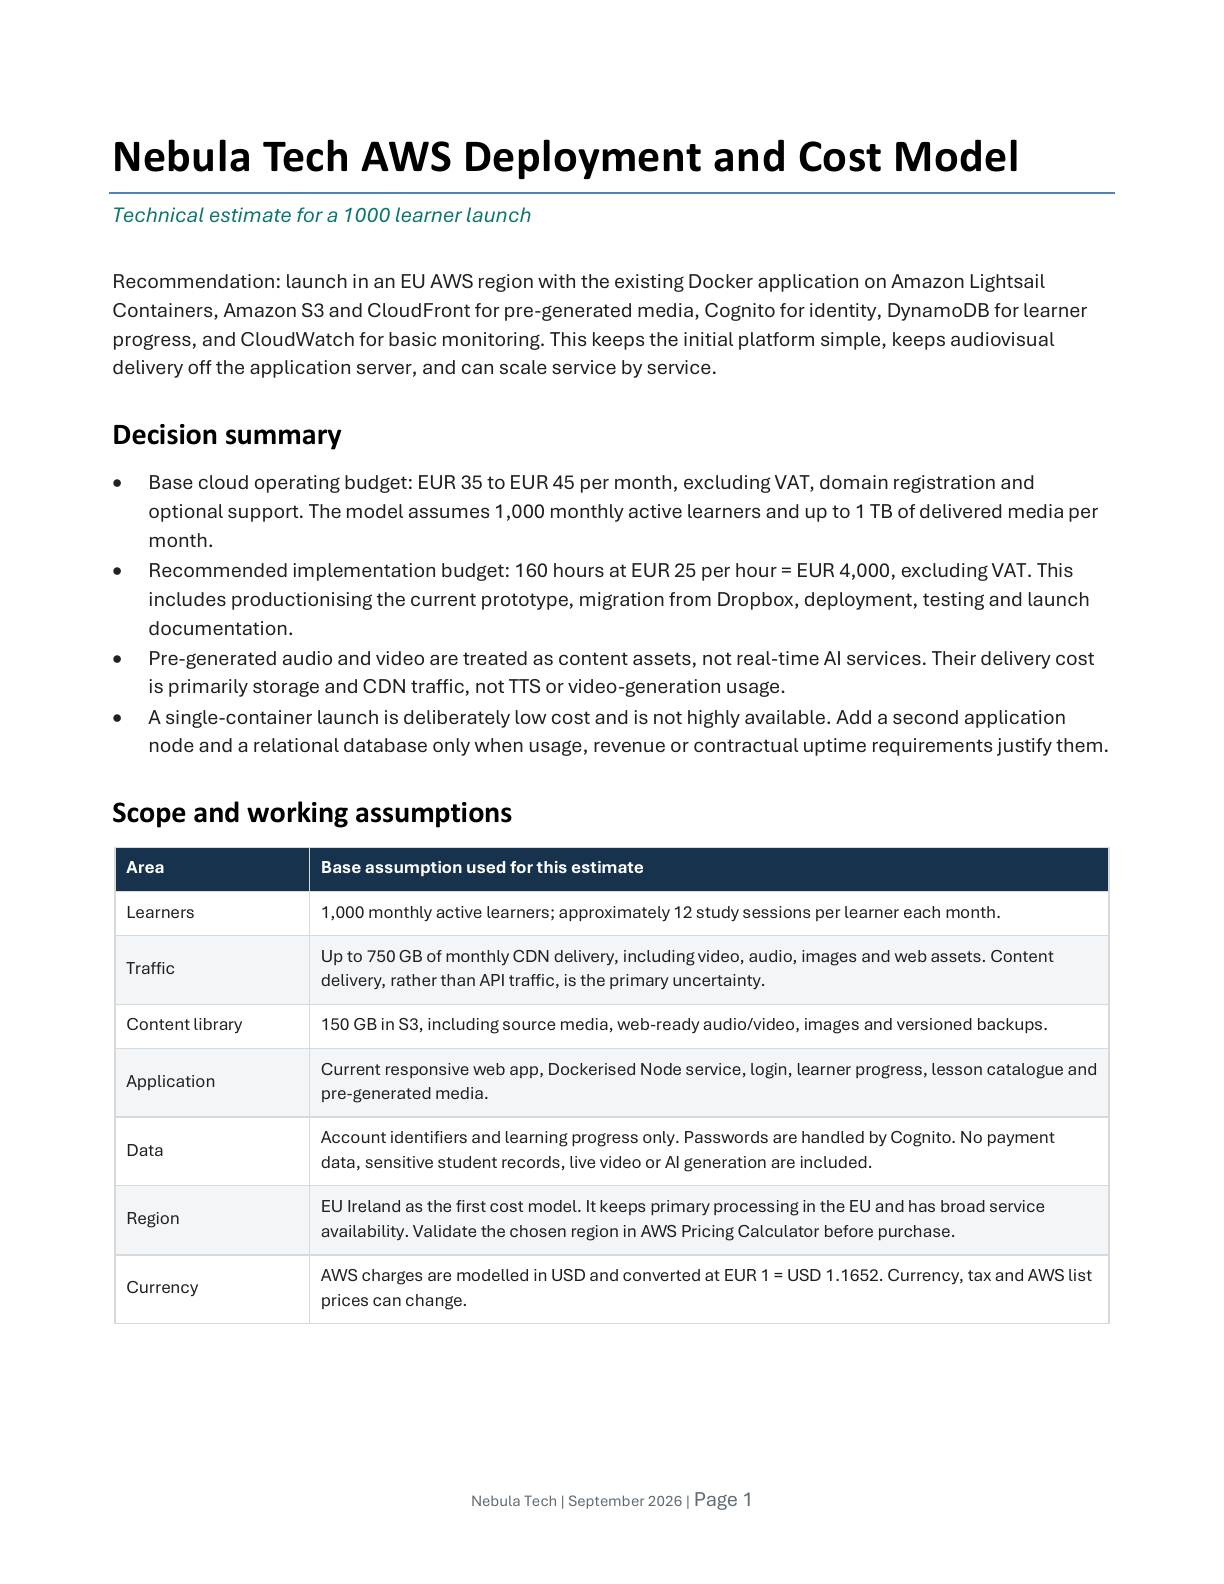 Nebula Tech AWS Deployment and Cost Model
Technical estimate for a 1000 learner launch
Recommendation: launch in an EU AWS region with the existing Docker application on Amazon Lightsail
Containers, Amazon S3 and CloudFront for pre-generated media, Cognito for identity, DynamoDB for learner
progress, and CloudWatch for basic monitoring. This keeps the initial platform simple, keeps audiovisual
delivery off the application server, and can scale service by service.
Decision summary
• Base cloud operating budget: EUR 35 to EUR 45 per month, excluding VAT, domain registration and
optional support. The model assumes 1,000 monthly active learners and up to 1 TB of delivered media per
month.
• Recommended implementation budget: 160 hours at EUR 25 per hour = EUR 4,000, excluding VAT. This
includes productionising the current prototype, migration from Dropbox, deployment, testing and launch
documentation.
• Pre-generated audio and video are treated as content assets, not real-time AI services. Their delivery cost
is primarily storage and CDN traffic, not TTS or video-generation usage.
• A single-container launch is deliberately low cost and is not highly available. Add a second application
node and a relational database only when usage, revenue or contractual uptime requirements justify them.
Scope and working assumptions
Area Base assumption used for this estimate
Learners 1,000 monthly active learners; approximately 12 study sessions per learner each month.
Traffic Up to 750 GB of monthly CDN delivery, including video, audio, images and web assets. Content
delivery, rather than API traffic, is the primary uncertainty.
Content library 150 GB in S3, including source media, web-ready audio/video, images and versioned backups.
Application Current responsive web app, Dockerised Node service, login, learner progress, lesson catalogue and
pre-generated media.
Data Account identifiers and learning progress only. Passwords are handled by Cognito. No payment
data, sensitive student records, live video or AI generation are included.
Region EU Ireland as the first cost model. It keeps primary processing in the EU and has broad service
availability. Validate the chosen region in AWS Pricing Calculator before purchase.
Currency AWS charges are modelled in USD and converted at EUR 1 = USD 1.1652. Currency, tax and AWS list
prices can change.
Nebula Tech | September 2026 | Page 1